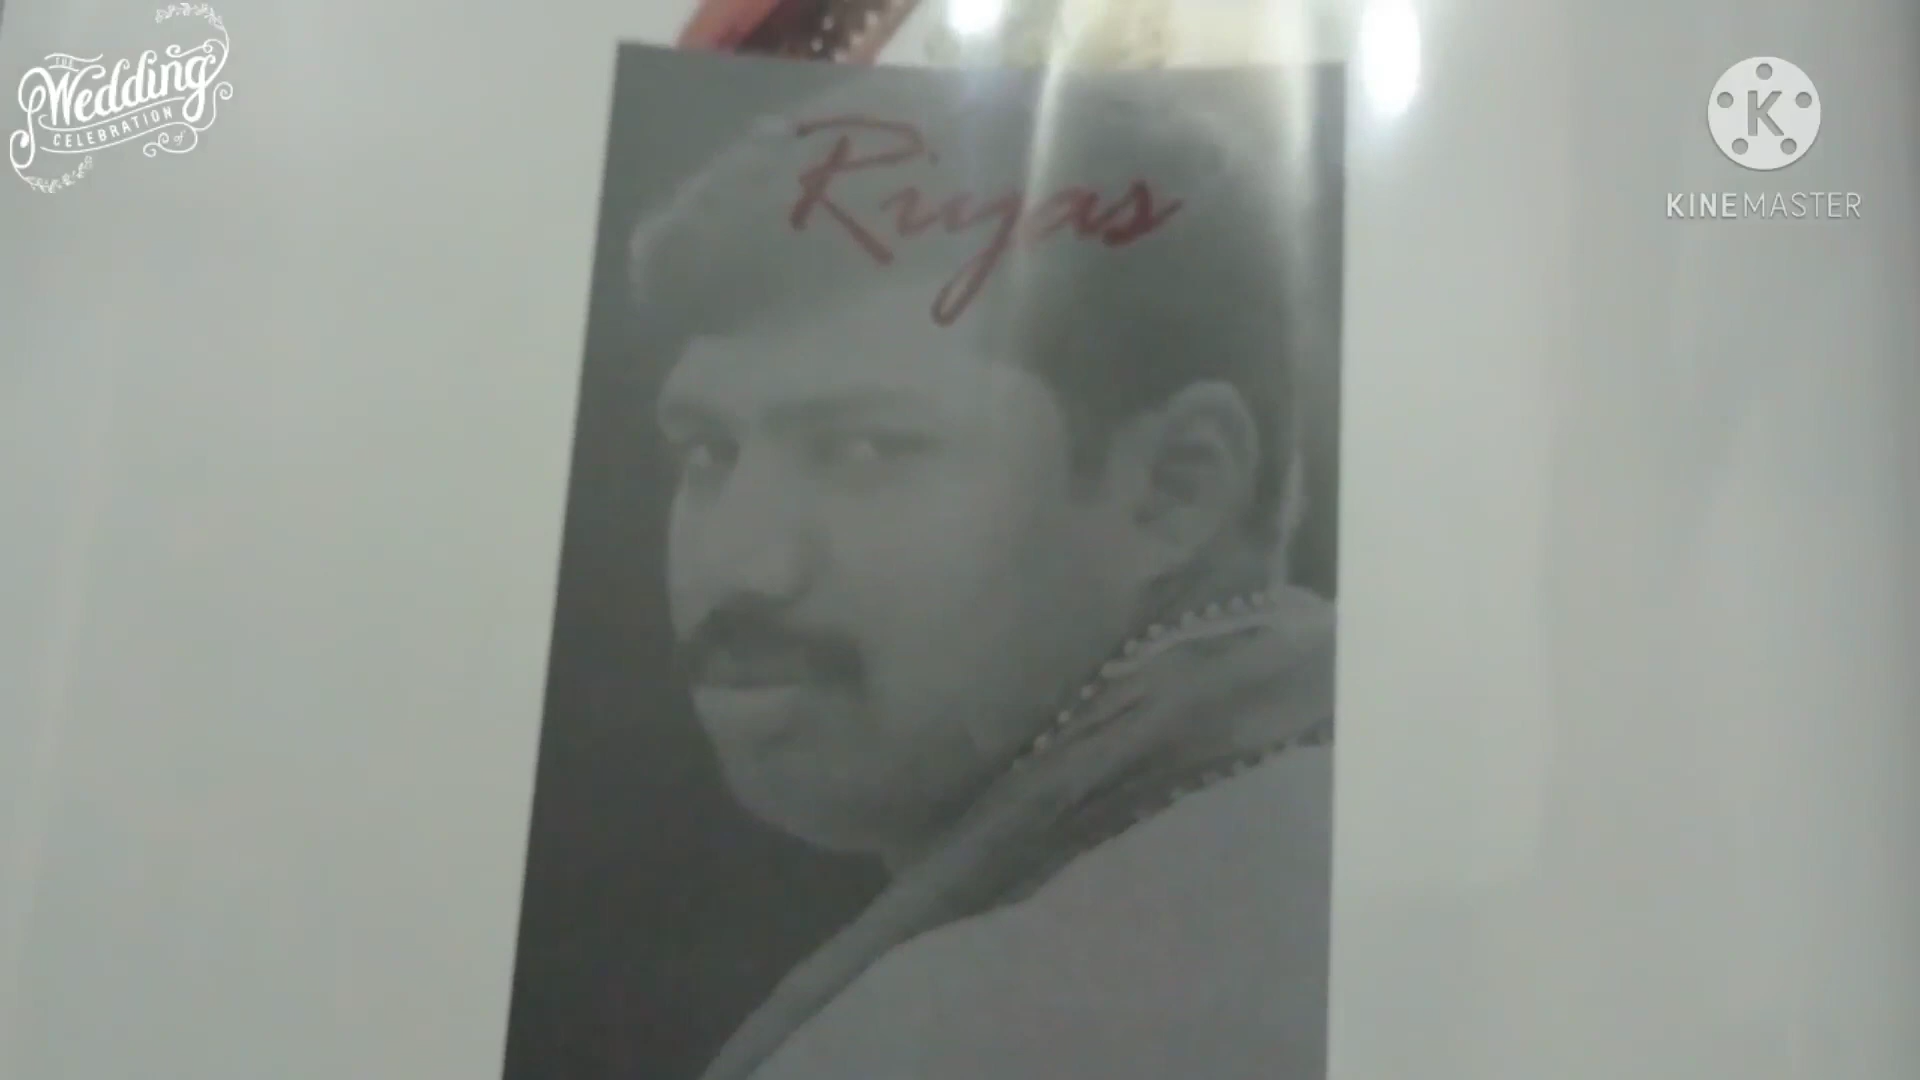 THE
Wedding
CELEBRATION
of
Riyas
K
KINEMASTER